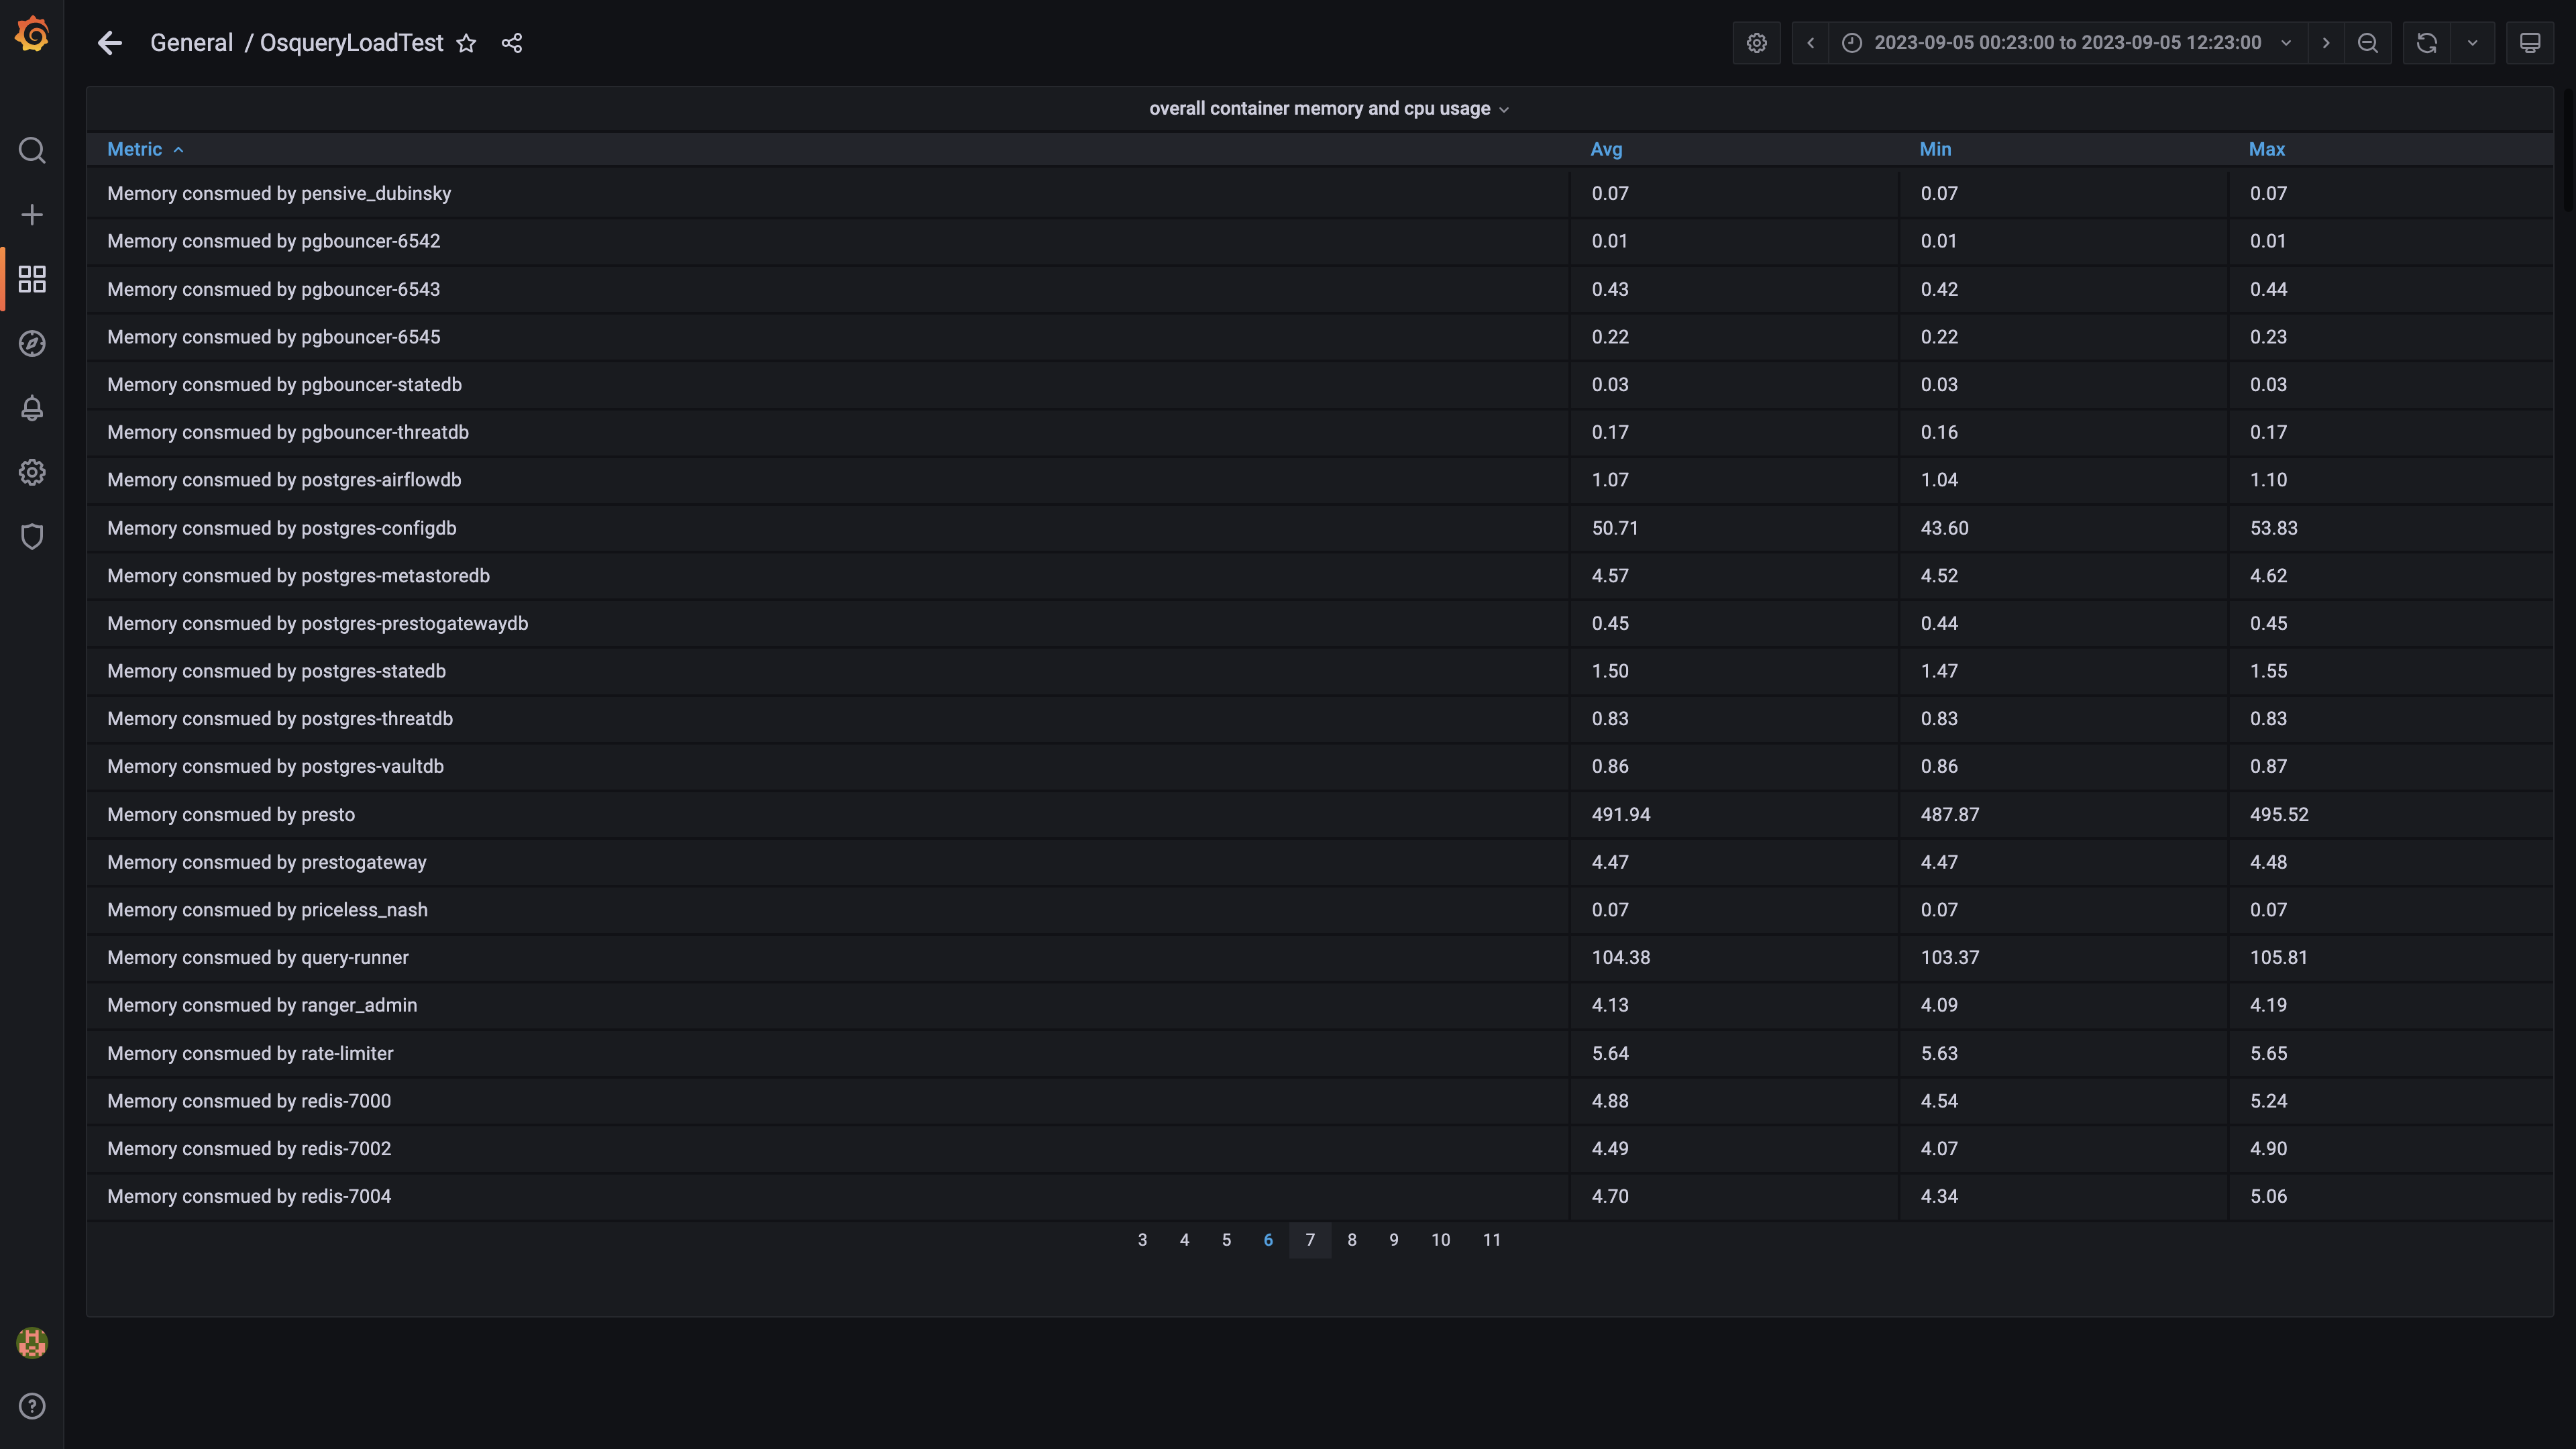 General / OsqueryLoadTest
2023-09-05 00:23:00 to 2023-09-05 12:23:00
overall container memory and cpu usage
Metric Avg Min Max
Memory consmued by pensive_dubinsky 0.07 0.07 0.07
Memory consmued by pgbouncer-6542 0.01 0.01 0.01
Memory consmued by pgbouncer-6543 0.43 0.42 0.44
Memory consmued by pgbouncer-6545 0.22 0.22 0.23
Memory consmued by pgbouncer-statedb 0.03 0.03 0.03
Memory consmued by pgbouncer-threatdb 0.17 0.16 0.17
Memory consmued by postgres-airflowdb 1.07 1.04 1.10
Memory consmued by postgres-configdb 50.71 43.60 53.83
Memory consmued by postgres-metastoredb 4.57 4.52 4.62
Memory consmued by postgres-prestogatewaydb 0.45 0.44 0.45
Memory consmued by postgres-statedb 1.50 1.47 1.55
Memory consmued by postgres-threatdb 0.83 0.83 0.83
Memory consmued by postgres-vaultdb 0.86 0.86 0.87
Memory consmued by presto 491.94 487.87 495.52
Memory consmued by prestogateway 4.47 4.47 4.48
Memory consmued by priceless_nash 0.07 0.07 0.07
Memory consmued by query-runner 104.38 103.37 105.81
Memory consmued by ranger_admin 4.13 4.09 4.19
Memory consmued by rate-limiter 5.64 5.63 5.65
Memory consmued by redis-7000 4.88 4.54 5.24
Memory consmued by redis-7002 4.49 4.07 4.90
Memory consmued by redis-7004 4.70 4.34 5.06
3 4 5 6 7 8 9 10 11